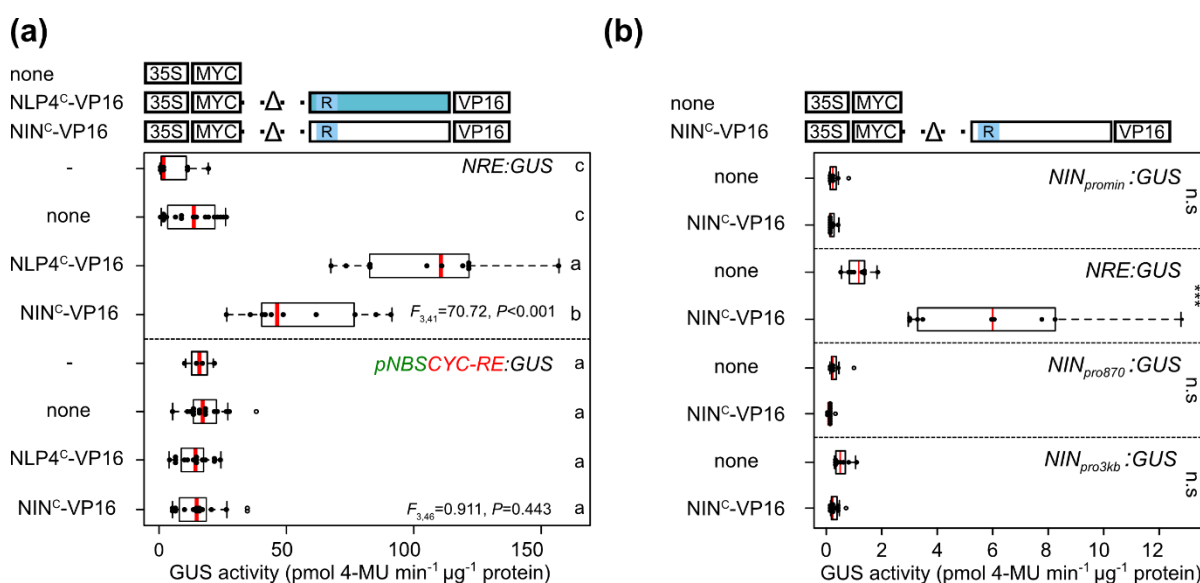 (a)
none 35S MYC
NLP4ᶜ-VP16 35S MYC Δ R VP16
NINᶜ-VP16 35S MYC Δ R VP16
- NRE:GUS c
none c
NLP4ᶜ-VP16 a
NINᶜ-VP16 F3,41=70.72, P<0.001 b
- pNBSCYC-RE:GUS a
none a
NLP4ᶜ-VP16 a
NINᶜ-VP16 F3,46=0.911, P=0.443 a
0 50 100 150
GUS activity (pmol 4-MU min⁻¹ µg⁻¹ protein)
(b)
none 35S MYC
NINᶜ-VP16 35S MYC Δ R VP16
none NINpromin:GUS
n.s
NINᶜ-VP16
none NRE:GUS
***
NINᶜ-VP16
none NINpro870:GUS
n.s
NINᶜ-VP16
none NINpro3kb:GUS
n.s
NINᶜ-VP16
0 2 4 6 8 10 12
GUS activity (pmol 4-MU min⁻¹ µg⁻¹ protein)